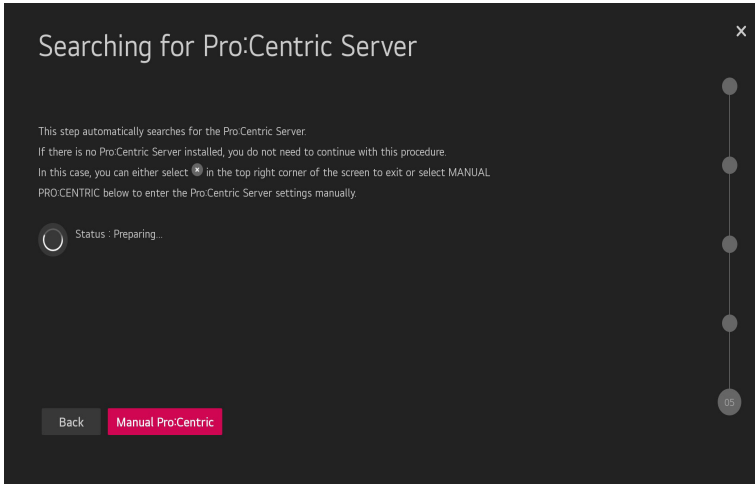 Searching for Pro:Centric Server
This step automatically searches for the Pro:Centric Server.
If there is no Pro:Centric Server installed, you do not need to continue with this procedure.
In this case, you can either select × in the top right corner of the screen to exit or select MANUAL
PRO:CENTRIC below to enter the Pro:Centric Server settings manually.
Status : Preparing...
05
Back
Manual Pro:Centric